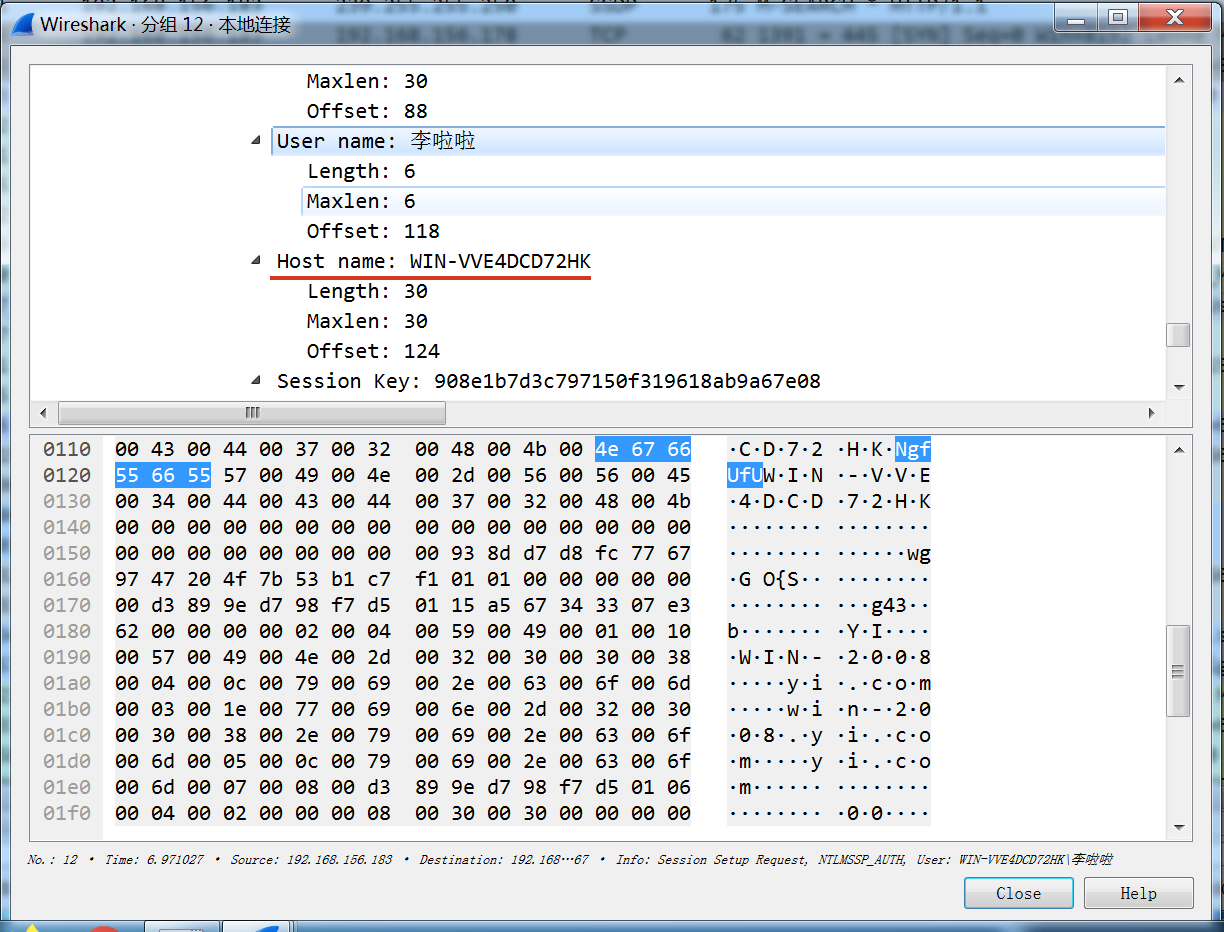 Wireshark · 分组 12 · 本地连接
Maxlen: 30
Offset: 88
User name: 李啦啦
Length: 6
Maxlen: 6
Offset: 118
Host name: WIN-VVE4DCD72HK
Length: 30
Maxlen: 30
Offset: 124
Session Key: 908e1b7d3c797150f319618ab9a67e08
0110 00 43 00 44 00 37 00 32 00 48 00 4b 00 4e 67 66 ·C·D·7·2 ·H·K·Ngf
0120 55 66 55 57 00 49 00 4e 00 2d 00 56 00 56 00 45 UfUW·I·N ·-·V·V·E
0130 00 34 00 44 00 43 00 44 00 37 00 32 00 48 00 4b ·4·D·C·D ·7·2·H·K
0140 00 00 00 00 00 00 00 00 00 00 00 00 00 00 00 00 ········ ········
0150 00 00 00 00 00 00 00 00 00 93 8d d7 d8 fc 77 67 ········ ······wg
0160 97 47 20 4f 7b 53 b1 c7 f1 01 01 00 00 00 00 00 ·G O{S·· ········
0170 00 d3 89 9e d7 98 f7 d5 01 15 a5 67 34 33 07 e3 ········ ···g43··
0180 62 00 00 00 00 02 00 04 00 59 00 49 00 01 00 10 b······· ·Y·I····
0190 00 57 00 49 00 4e 00 2d 00 32 00 30 00 30 00 38 ·W·I·N·- ·2·0·0·8
01a0 00 04 00 0c 00 79 00 69 00 2e 00 63 00 6f 00 6d ·····y·i ·.·c·o·m
01b0 00 03 00 1e 00 77 00 69 00 6e 00 2d 00 32 00 30 ·····w·i ·n·-·2·0
01c0 00 30 00 38 00 2e 00 79 00 69 00 2e 00 63 00 6f ·0·8·.·y ·i·.·c·o
01d0 00 6d 00 05 00 0c 00 79 00 69 00 2e 00 63 00 6f ·m·····y ·i·.·c·o
01e0 00 6d 00 07 00 08 00 d3 89 9e d7 98 f7 d5 01 06 ·m······ ········
01f0 00 04 00 02 00 00 00 08 00 30 00 30 00 00 00 00 ········ ·0·0····
No.: 12 · Time: 6.971027 · Source: 192.168.156.183 · Destination: 192.168···67 · Info: Session Setup Request, NTLMSSP_AUTH, User: WIN-VVE4DCD72HK\李啦啦
Close Help